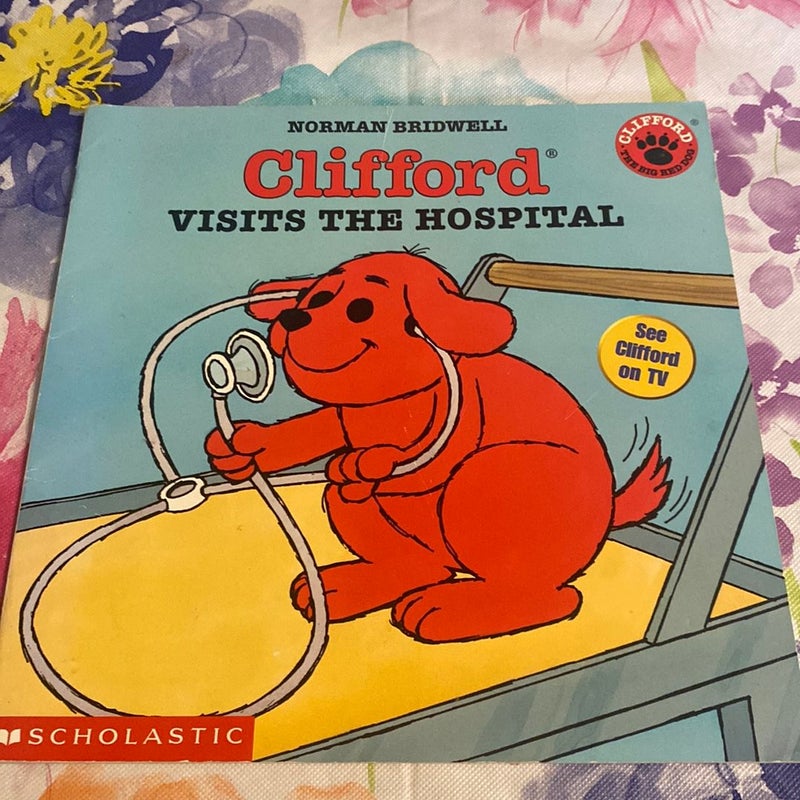 NORMAN BRIDWELL
Clifford®
VISITS THE HOSPITAL
CLIFFORD®
THE BIG RED DOG
See
Clifford
on TV
SCHOLASTIC